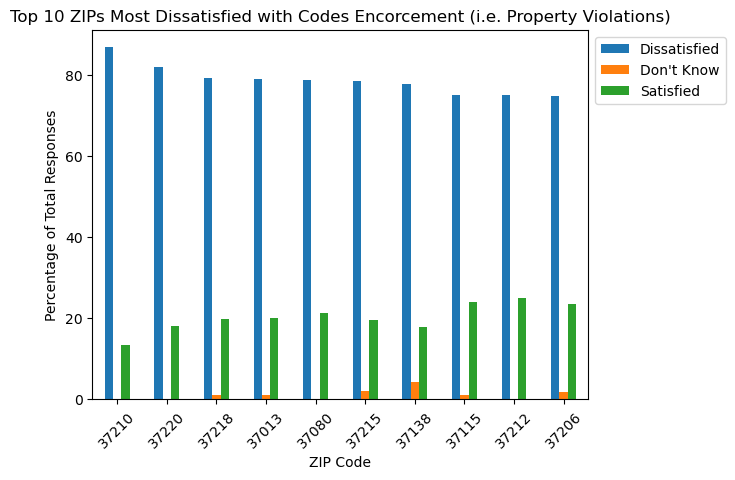 Top 10 ZIPs Most Dissatisfied with Codes Encorcement (i.e. Property Violations)
Dissatisfied
Don't Know
Satisfied
Percentage of Total Responses
80
60
40
20
0
37210
37220
37218
37013
37080
37215
37138
37115
37212
37206
ZIP Code